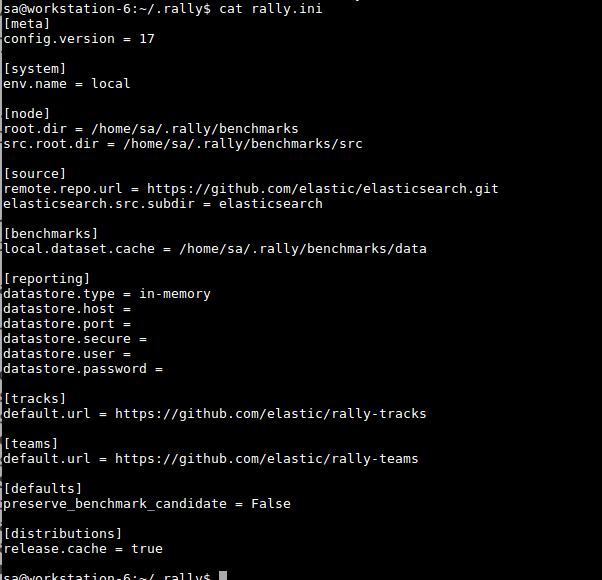 sa@workstation-6:~/.rally$ cat rally.ini
[meta]
config.version = 17
[system]
env.name = local
[node]
root.dir = /home/sa/.rally/benchmarks
src.root.dir = /home/sa/.rally/benchmarks/src
[source]
remote.repo.url = https://github.com/elastic/elasticsearch.git
elasticsearch.src.subdir = elasticsearch
[benchmarks]
local.dataset.cache = /home/sa/.rally/benchmarks/data
[reporting]
datastore.type = in-memory
datastore.host =
datastore.port =
datastore.secure =
datastore.user =
datastore.password =
[tracks]
default.url = https://github.com/elastic/rally-tracks
[teams]
default.url = https://github.com/elastic/rally-teams
[defaults]
preserve_benchmark_candidate = False
[distributions]
release.cache = true
sa@workstation-6:~/.rally$